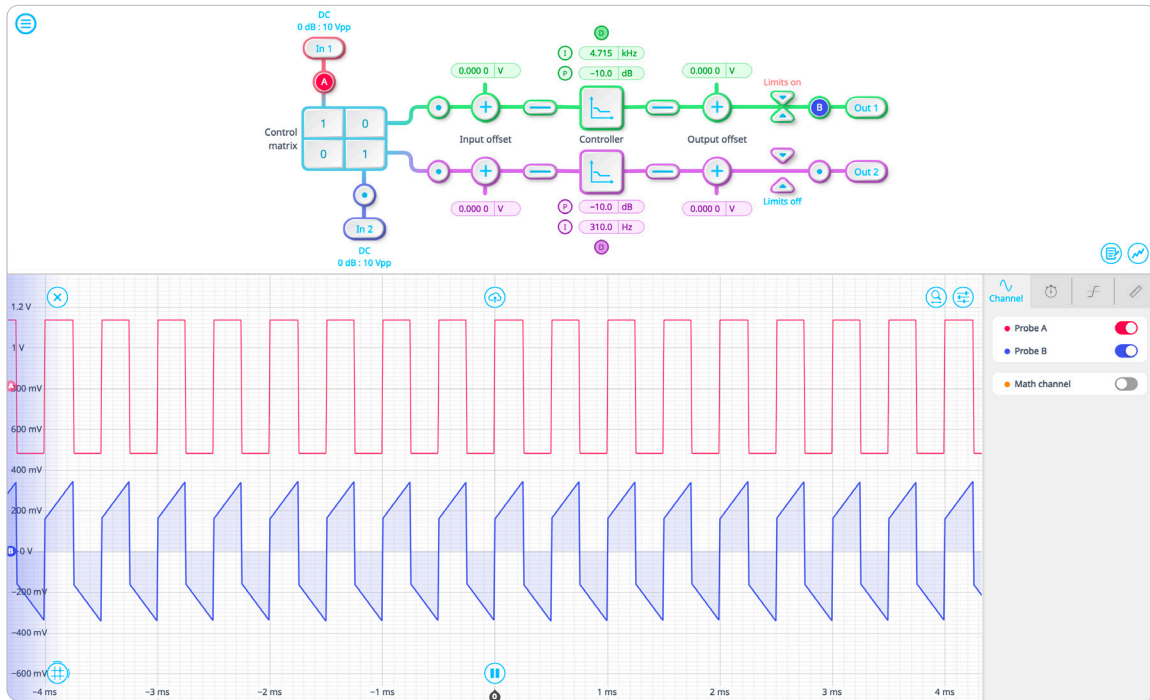 DC
0 dB : 10 Vpp
In 1
A
D
I 4.715 kHz
P −10.0 dB
0.000 0 V
0.000 0 V
Limits on
B
Out 1
Control
matrix
1 0
0 1
Input offset
Controller
Output offset
Out 2
0.000 0 V
P −10.0 dB
0.000 0 V
Limits off
I 310.0 Hz
D
In 2
DC
0 dB : 10 Vpp
Channel
Probe A
Probe B
Math channel
1.2 V
1 V
A
800 mV
600 mV
400 mV
200 mV
B
0 V
−200 mV
−400 mV
−600 mV
−4 ms
−3 ms
−2 ms
−1 ms
0
1 ms
2 ms
3 ms
4 ms